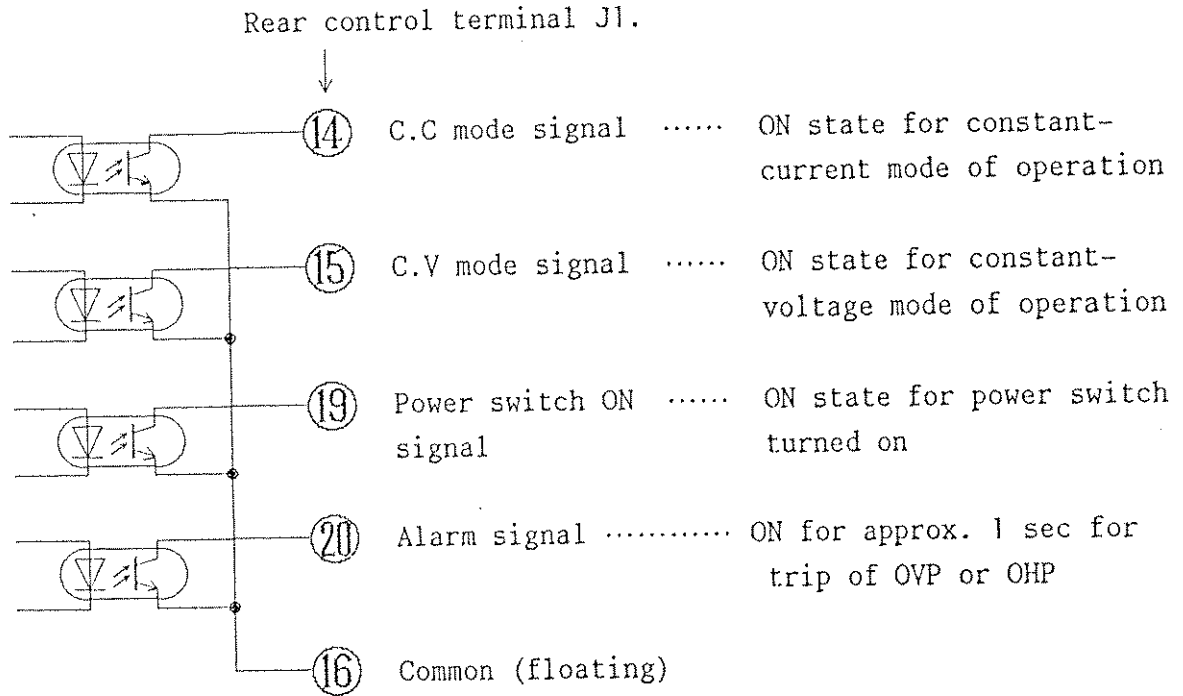 Rear control terminal J1.
⑭ C.C mode signal ...... ON state for constant-
current mode of operation
⑮ C.V mode signal ...... ON state for constant-
voltage mode of operation
⑲ Power switch ON ...... ON state for power switch
signal turned on
⑳ Alarm signal ............ ON for approx. 1 sec for
trip of OVP or OHP
⑯ Common (floating)